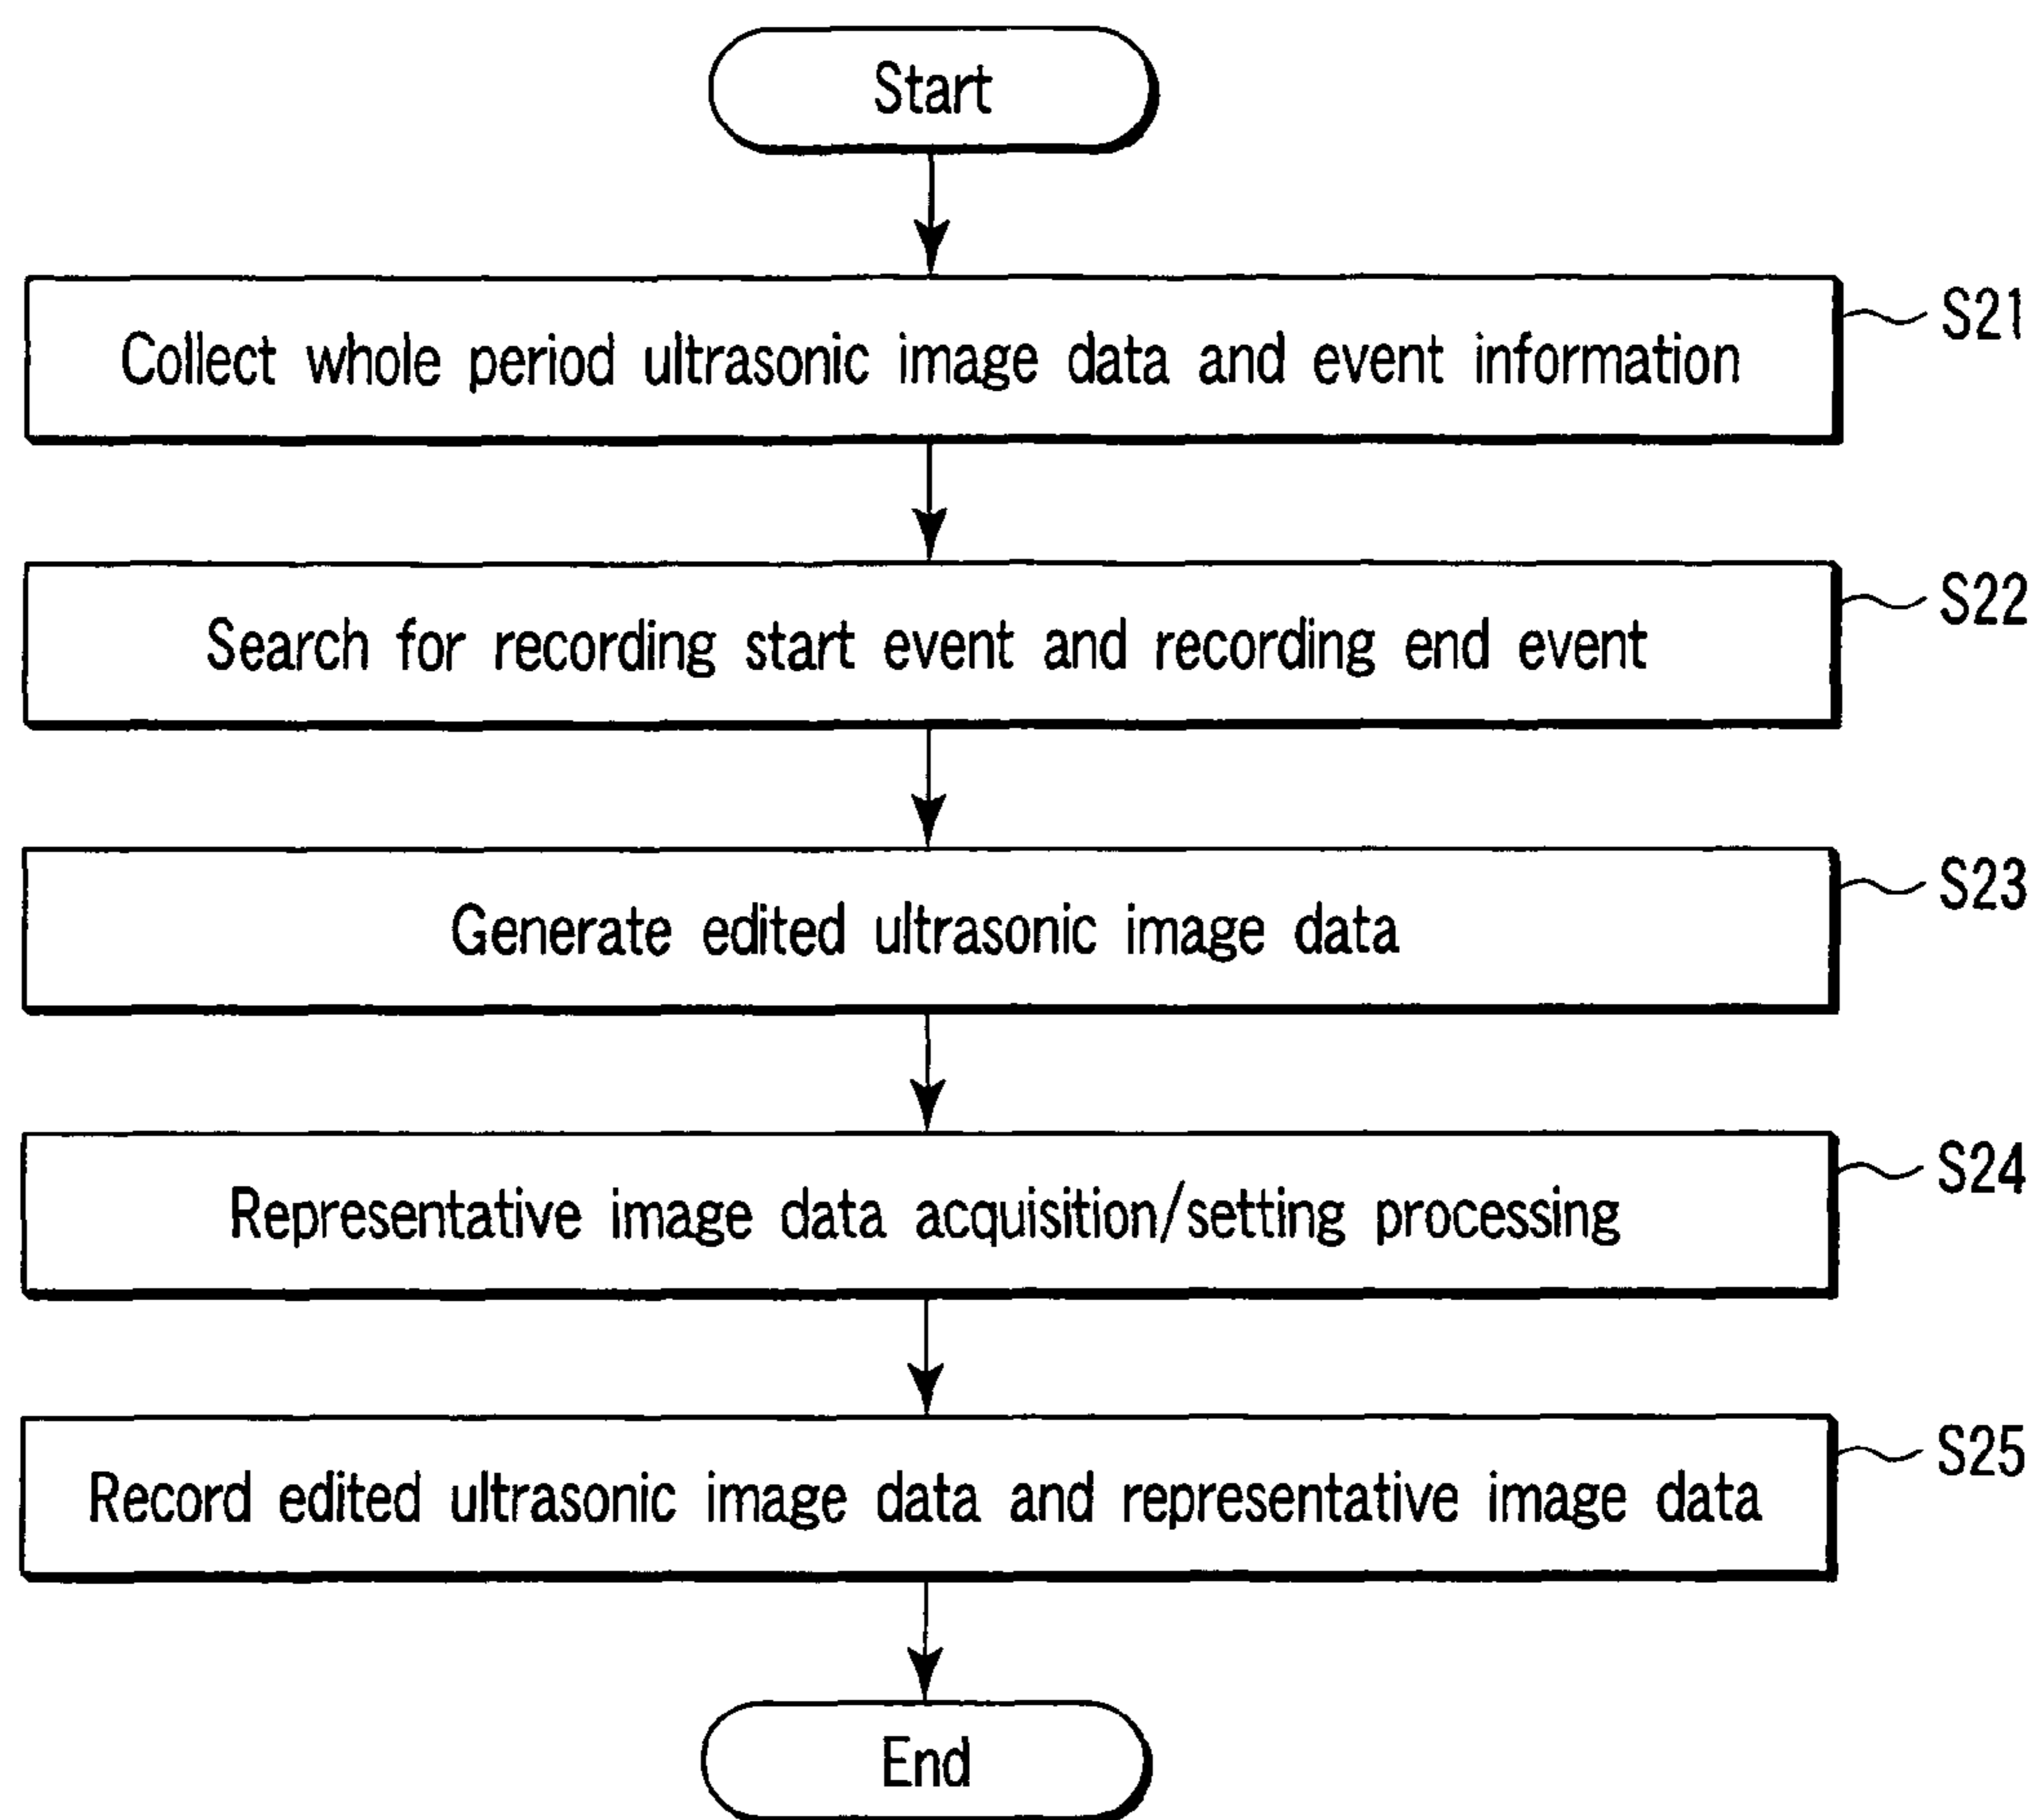 Start
Collect whole period ultrasonic image data and event information
S21
Search for recording start event and recording end event
S22
Generate edited ultrasonic image data
S23
Representative image data acquisition/setting processing
S24
Record edited ultrasonic image data and representative image data
S25
End